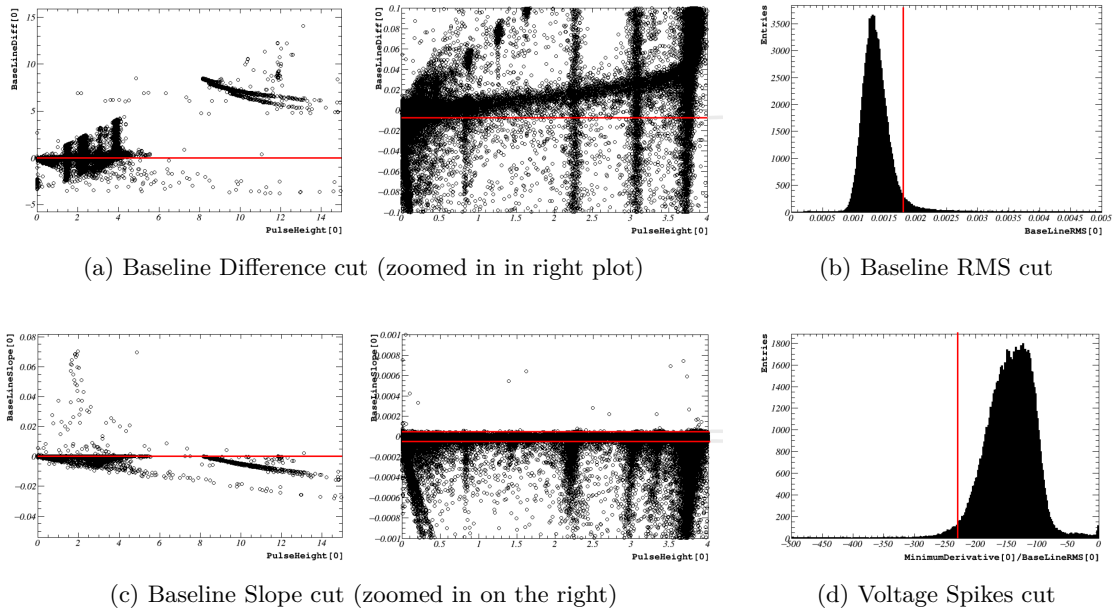 BaseLineDiff[0]
15
10
5
0
−5
0 2 4 6 8 10 12 14
PulseHeight[0]
BaseLineDiff[0]
0.1
0.08
0.06
0.04
0.02
0
−0.02
−0.04
−0.06
−0.08
−0.1
0 0.5 1 1.5 2 2.5 3 3.5 4
PulseHeight[0]
Entries
3500
3000
2500
2000
1500
1000
500
0
0 0.0005 0.001 0.0015 0.002 0.0025 0.003 0.0035 0.004 0.0045 0.005
BaseLineRMS[0]
(a) Baseline Difference cut (zoomed in in right plot)
(b) Baseline RMS cut
BaseLineSlope[0]
0.08
0.06
0.04
0.02
0
−0.02
−0.04
0 2 4 6 8 10 12 14
PulseHeight[0]
BaseLineSlope[0]
0.001
0.0008
0.0006
0.0004
0.0002
0
−0.0002
−0.0004
−0.0006
−0.0008
−0.001
0 0.5 1 1.5 2 2.5 3 3.5 4
PulseHeight[0]
Entries
1800
1600
1400
1200
1000
800
600
400
200
0
−500 −450 −400 −350 −300 −250 −200 −150 −100 −50 0
MinimumDerivative[0]/BaseLineRMS[0]
(c) Baseline Slope cut (zoomed in on the right)
(d) Voltage Spikes cut